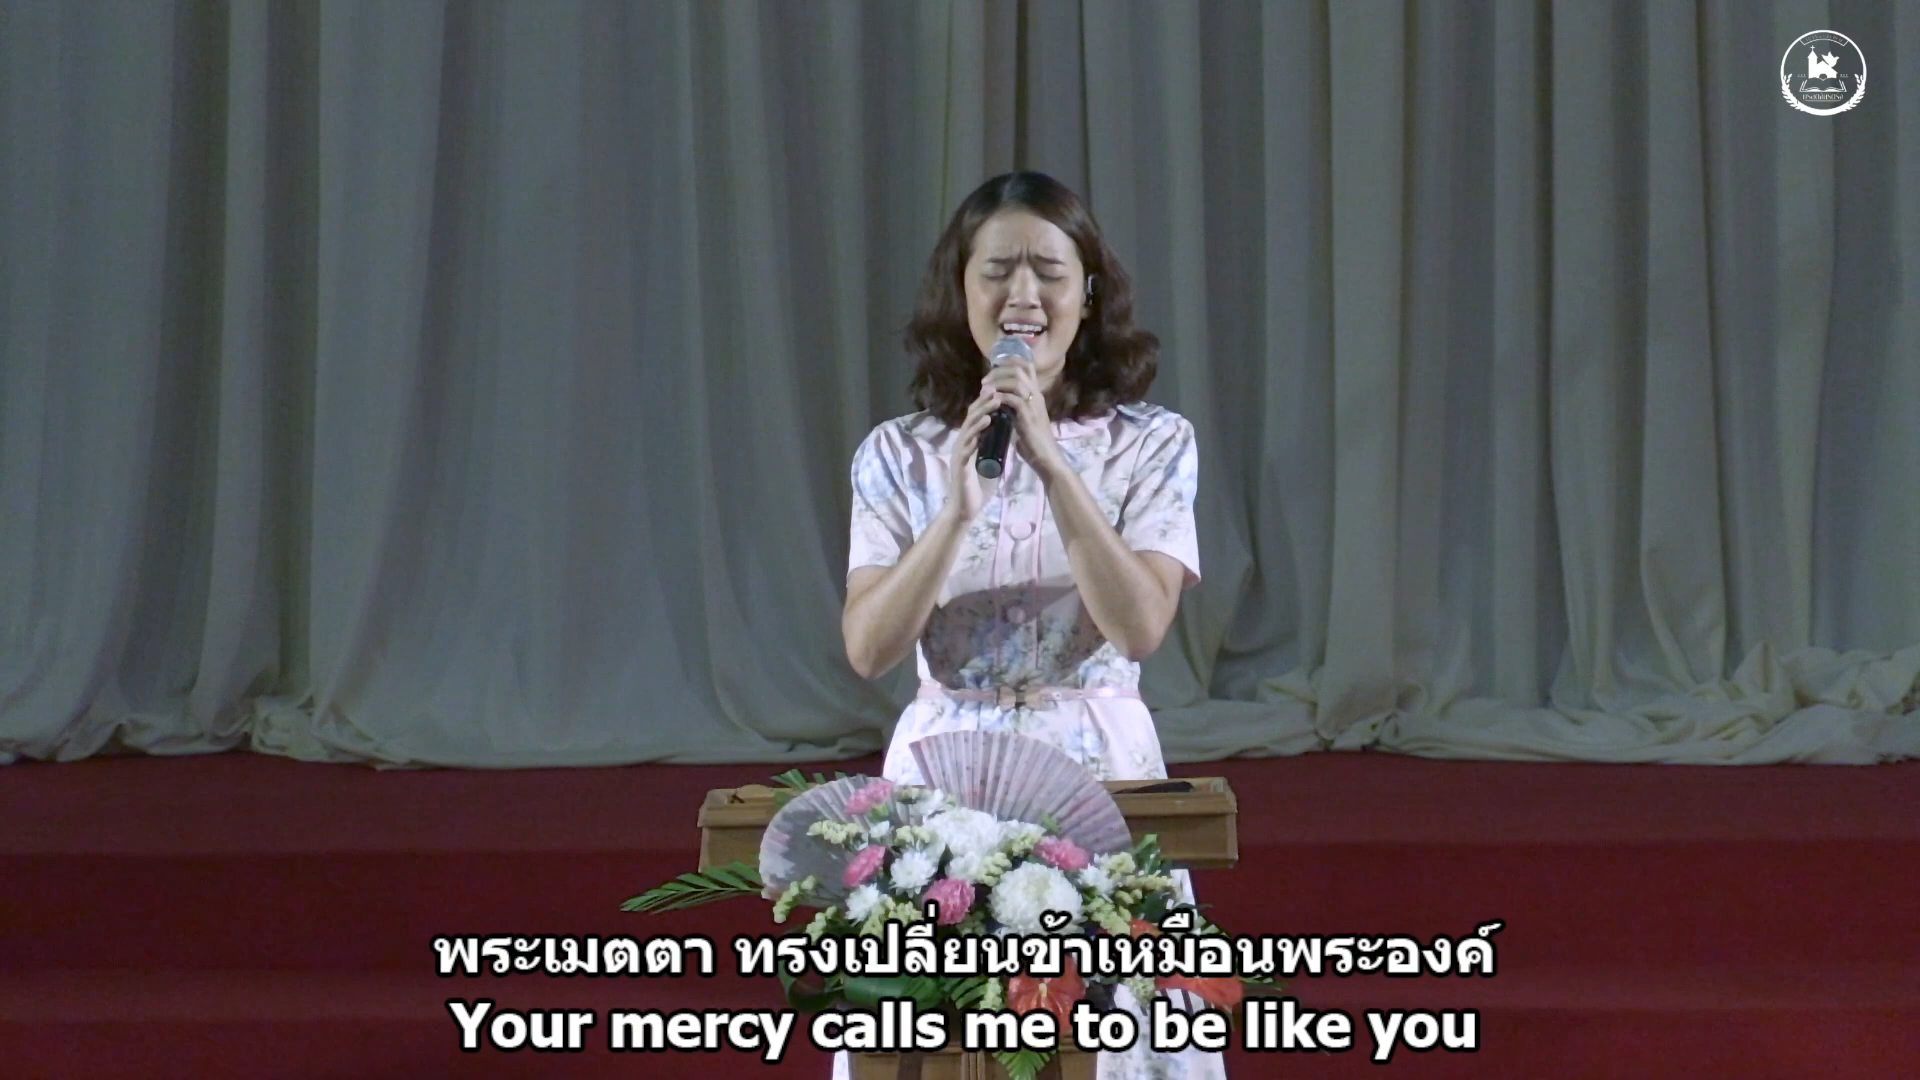 พระเมตตา ทรงเปลี่ยนข้าเหมือนพระองค์
Your mercy calls me to be like you